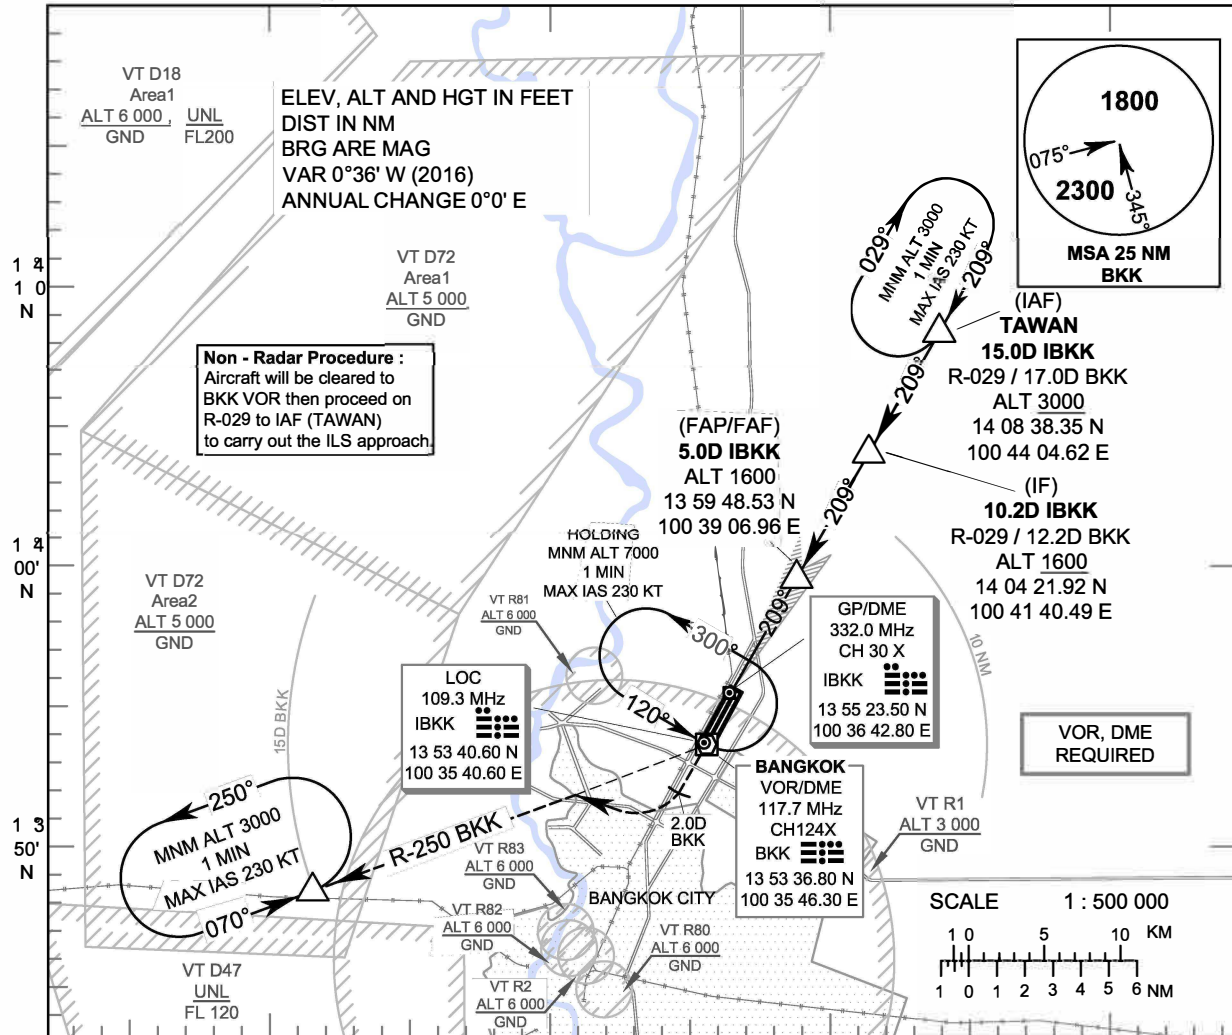 VT D18
Area1
ALT 6 000 , UNL
GND FL200
ELEV, ALT AND HGT IN FEET
DIST IN NM
BRG ARE MAG
VAR 0°36' W (2016)
ANNUAL CHANGE 0°0' E
1800
075°
2300
345°
MSA 25 NM
BKK
VT D72
Area1
ALT 5 000
GND
14
10
N
029°
MNM ALT 3000
1 MIN
MAX IAS 230 KT
209°
(IAF)
TAWAN
15.0D IBKK
R-029 / 17.0D BKK
ALT 3000
14 08 38.35 N
100 44 04.62 E
Non - Radar Procedure :
Aircraft will be cleared to
BKK VOR then proceed on
R-029 to IAF (TAWAN)
to carry out the ILS approach.
209°
(FAP/FAF)
5.0D IBKK
ALT 1600
13 59 48.53 N
100 39 06.96 E
209°
(IF)
10.2D IBKK
R-029 / 12.2D BKK
ALT 1600
14 04 21.92 N
100 41 40.49 E
14
00'
N
HOLDING
MNM ALT 7000
1 MIN
MAX IAS 230 KT
VT D72
Area2
ALT 5 000
GND
VT R81
ALT 6 000
GND
209°
300°
120°
GP/DME
332.0 MHz
CH 30 X
IBKK
13 55 23.50 N
100 36 42.80 E
10 NM
LOC
109.3 MHz
IBKK
13 53 40.60 N
100 35 40.60 E
15D BKK
VOR, DME
REQUIRED
BANGKOK
VOR/DME
117.7 MHz
CH124X
BKK
13 53 36.80 N
100 35 46.30 E
2.0D
BKK
VT R1
ALT 3 000
GND
13
50'
N
250°
MNM ALT 3000
1 MIN
MAX IAS 230 KT
070°
R-250 BKK
VT R83
ALT 6 000
GND
BANGKOK CITY
VT R82
ALT 6 000
GND
VT R80
ALT 6 000
GND
VT R2
ALT 6 000
GND
VT D47
UNL
FL 120
SCALE 1 : 500 000
1 0 5 10 KM
1 0 1 2 3 4 5 6 NM